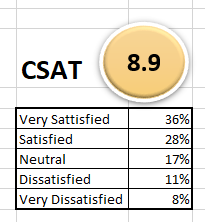 CSAT 8.9
Very Sattisfied 36%
Satisfied 28%
Neutral 17%
Dissatisfied 11%
Very Dissatisfied 8%